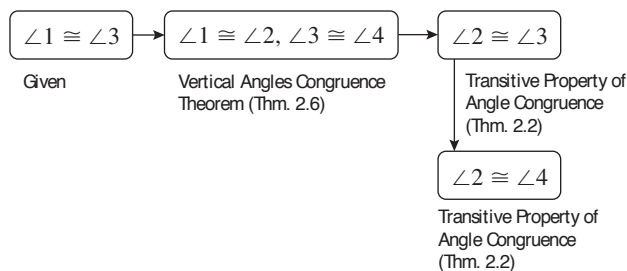 ∠1 ≅ ∠3
Given
∠1 ≅ ∠2, ∠3 ≅ ∠4
Vertical Angles Congruence
Theorem (Thm. 2.6)
∠2 ≅ ∠3
Transitive Property of
Angle Congruence
(Thm. 2.2)
∠2 ≅ ∠4
Transitive Property of
Angle Congruence
(Thm. 2.2)